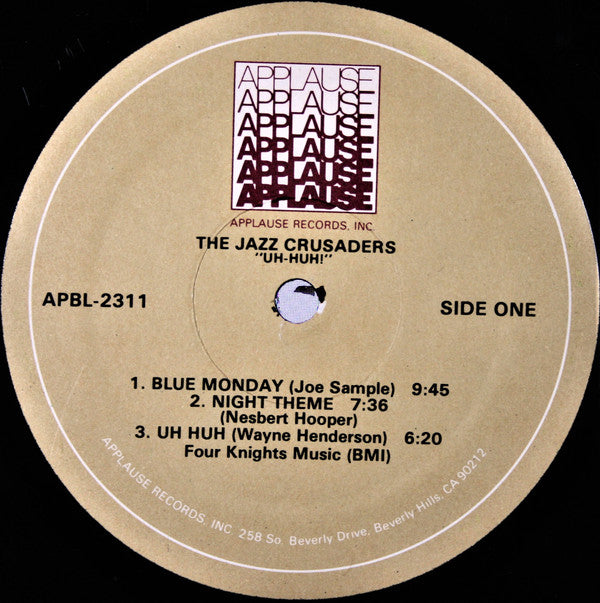 APPLAUSE
APPLAUSE
APPLAUSE
APPLAUSE
APPLAUSE
APPLAUSE
APPLAUSE RECORDS, INC
THE JAZZ CRUSADERS
"UH-HUH!"
APBL-2311
SIDE ONE
1. BLUE MONDAY (Joe Sample) 9:45
2. NIGHT THEME 7:36
(Nesbert Hooper)
3. UH HUH (Wayne Henderson) 6:20
Four Knights Music (BMI)
APPLAUSE RECORDS, INC 258 So. Beverly Drive, Beverly Hills, CA 90212